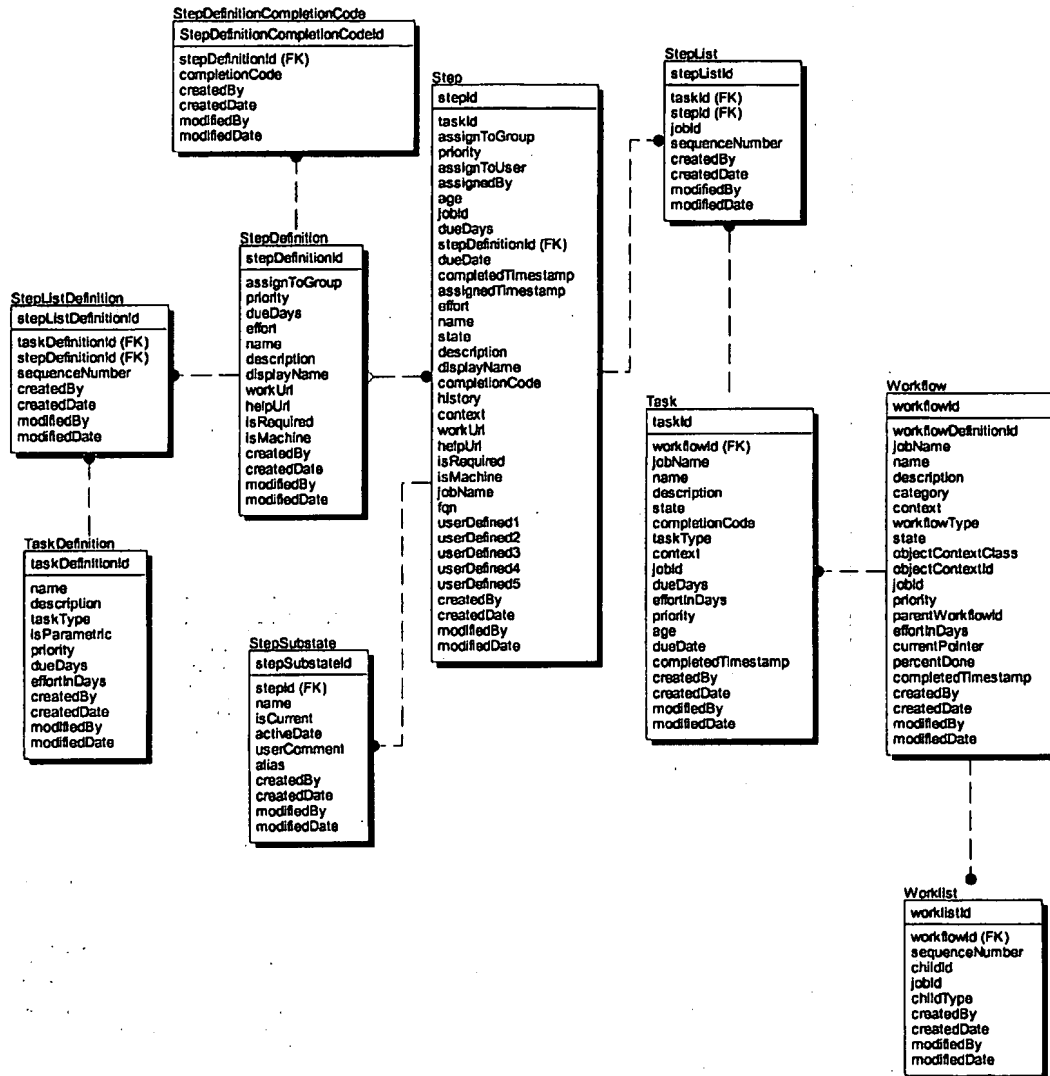 StepDefinitionCompletionCode
StepDefinitionCompletionCodeId
stepDefinitionId (FK)
completionCode
createdBy
createdDate
modifiedBy
modifiedDate
StepList
stepListId
taskId (FK)
stepId (FK)
jobId
sequenceNumber
createdBy
createdDate
modifiedBy
modifiedDate
Step
stepId
taskId
assignToGroup
priority
assignToUser
assignedBy
age
jobId
dueDays
stepDefinitionId (FK)
dueDate
completedTimestamp
assignedTimestamp
effort
name
state
description
displayName
completionCode
history
context
workUrl
helpUrl
isRequired
isMachine
jobName
fqn
userDefined1
userDefined2
userDefined3
userDefined4
userDefined5
createdBy
createdDate
modifiedBy
modifiedDate
StepDefinition
stepDefinitionId
assignToGroup
priority
dueDays
effort
name
description
displayName
workUrl
helpUrl
isRequired
isMachine
createdBy
createdDate
modifiedBy
modifiedDate
StepListDefinition
stepListDefinitionId
taskDefinitionId (FK)
stepDefinitionId (FK)
sequenceNumber
createdBy
createdDate
modifiedBy
modifiedDate
TaskDefinition
taskDefinitionId
name
description
taskType
isParametric
priority
dueDays
effortInDays
createdBy
createdDate
modifiedBy
modifiedDate
StepSubstate
stepSubstateId
stepId (FK)
name
isCurrent
activeDate
userComment
alias
createdBy
createdDate
modifiedBy
modifiedDate
Task
taskId
workflowId (FK)
jobName
name
description
state
completionCode
taskType
context
jobId
dueDays
effortInDays
priority
age
dueDate
completedTimestamp
createdBy
createdDate
modifiedBy
modifiedDate
Workflow
workflowId
workflowDefinitionId
jobName
name
description
category
context
workflowType
state
objectContextClass
objectContextId
jobId
priority
parentWorkflowId
effortInDays
currentPointer
percentDone
completedTimestamp
createdBy
createdDate
modifiedBy
modifiedDate
Worklist
worklistId
workflowId (FK)
sequenceNumber
childId
jobId
childType
createdBy
createdDate
modifiedBy
modifiedDate